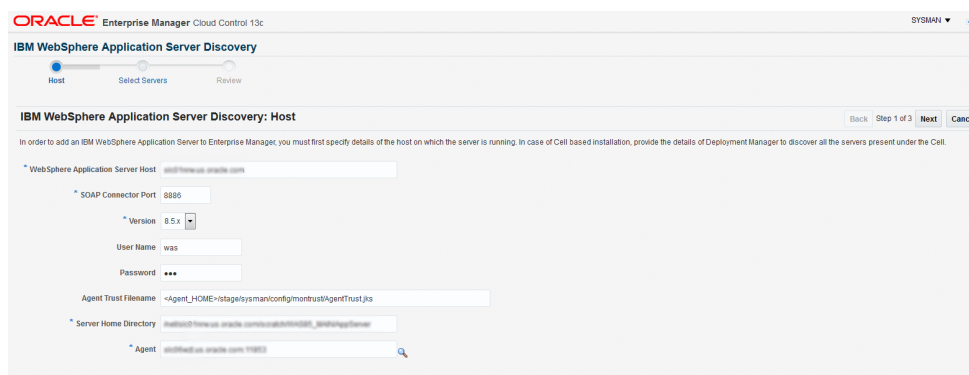 ORACLE® Enterprise Manager Cloud Control 13c
SYSMAN
IBM WebSphere Application Server Discovery
Host Select Servers Review
IBM WebSphere Application Server Discovery: Host
Back Step 1 of 3 Next Canc
In order to add an IBM WebSphere Application Server to Enterprise Manager, you must first specify details of the host on which the server is running. In case of Cell based installation, provide the details of Deployment Manager to discover all the servers present under the Cell.
* WebSphere Application Server Host
* SOAP Connector Port 8886
* Version 8.5.x
User Name was
Password •••
Agent Trust Filename <Agent_HOME>/stage/sysman/config/montrust/AgentTrust.jks
* Server Home Directory
* Agent